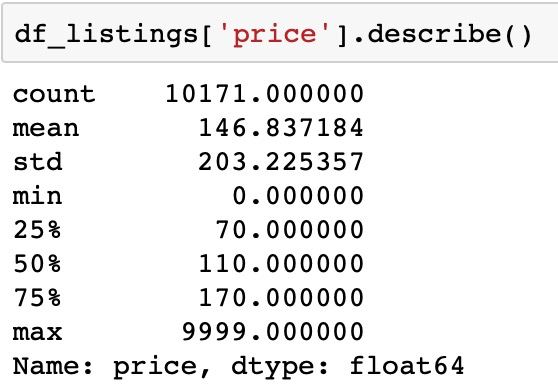 df_listings['price'].describe()
count 10171.000000
mean 146.837184
std 203.225357
min 0.000000
25% 70.000000
50% 110.000000
75% 170.000000
max 9999.000000
Name: price, dtype: float64